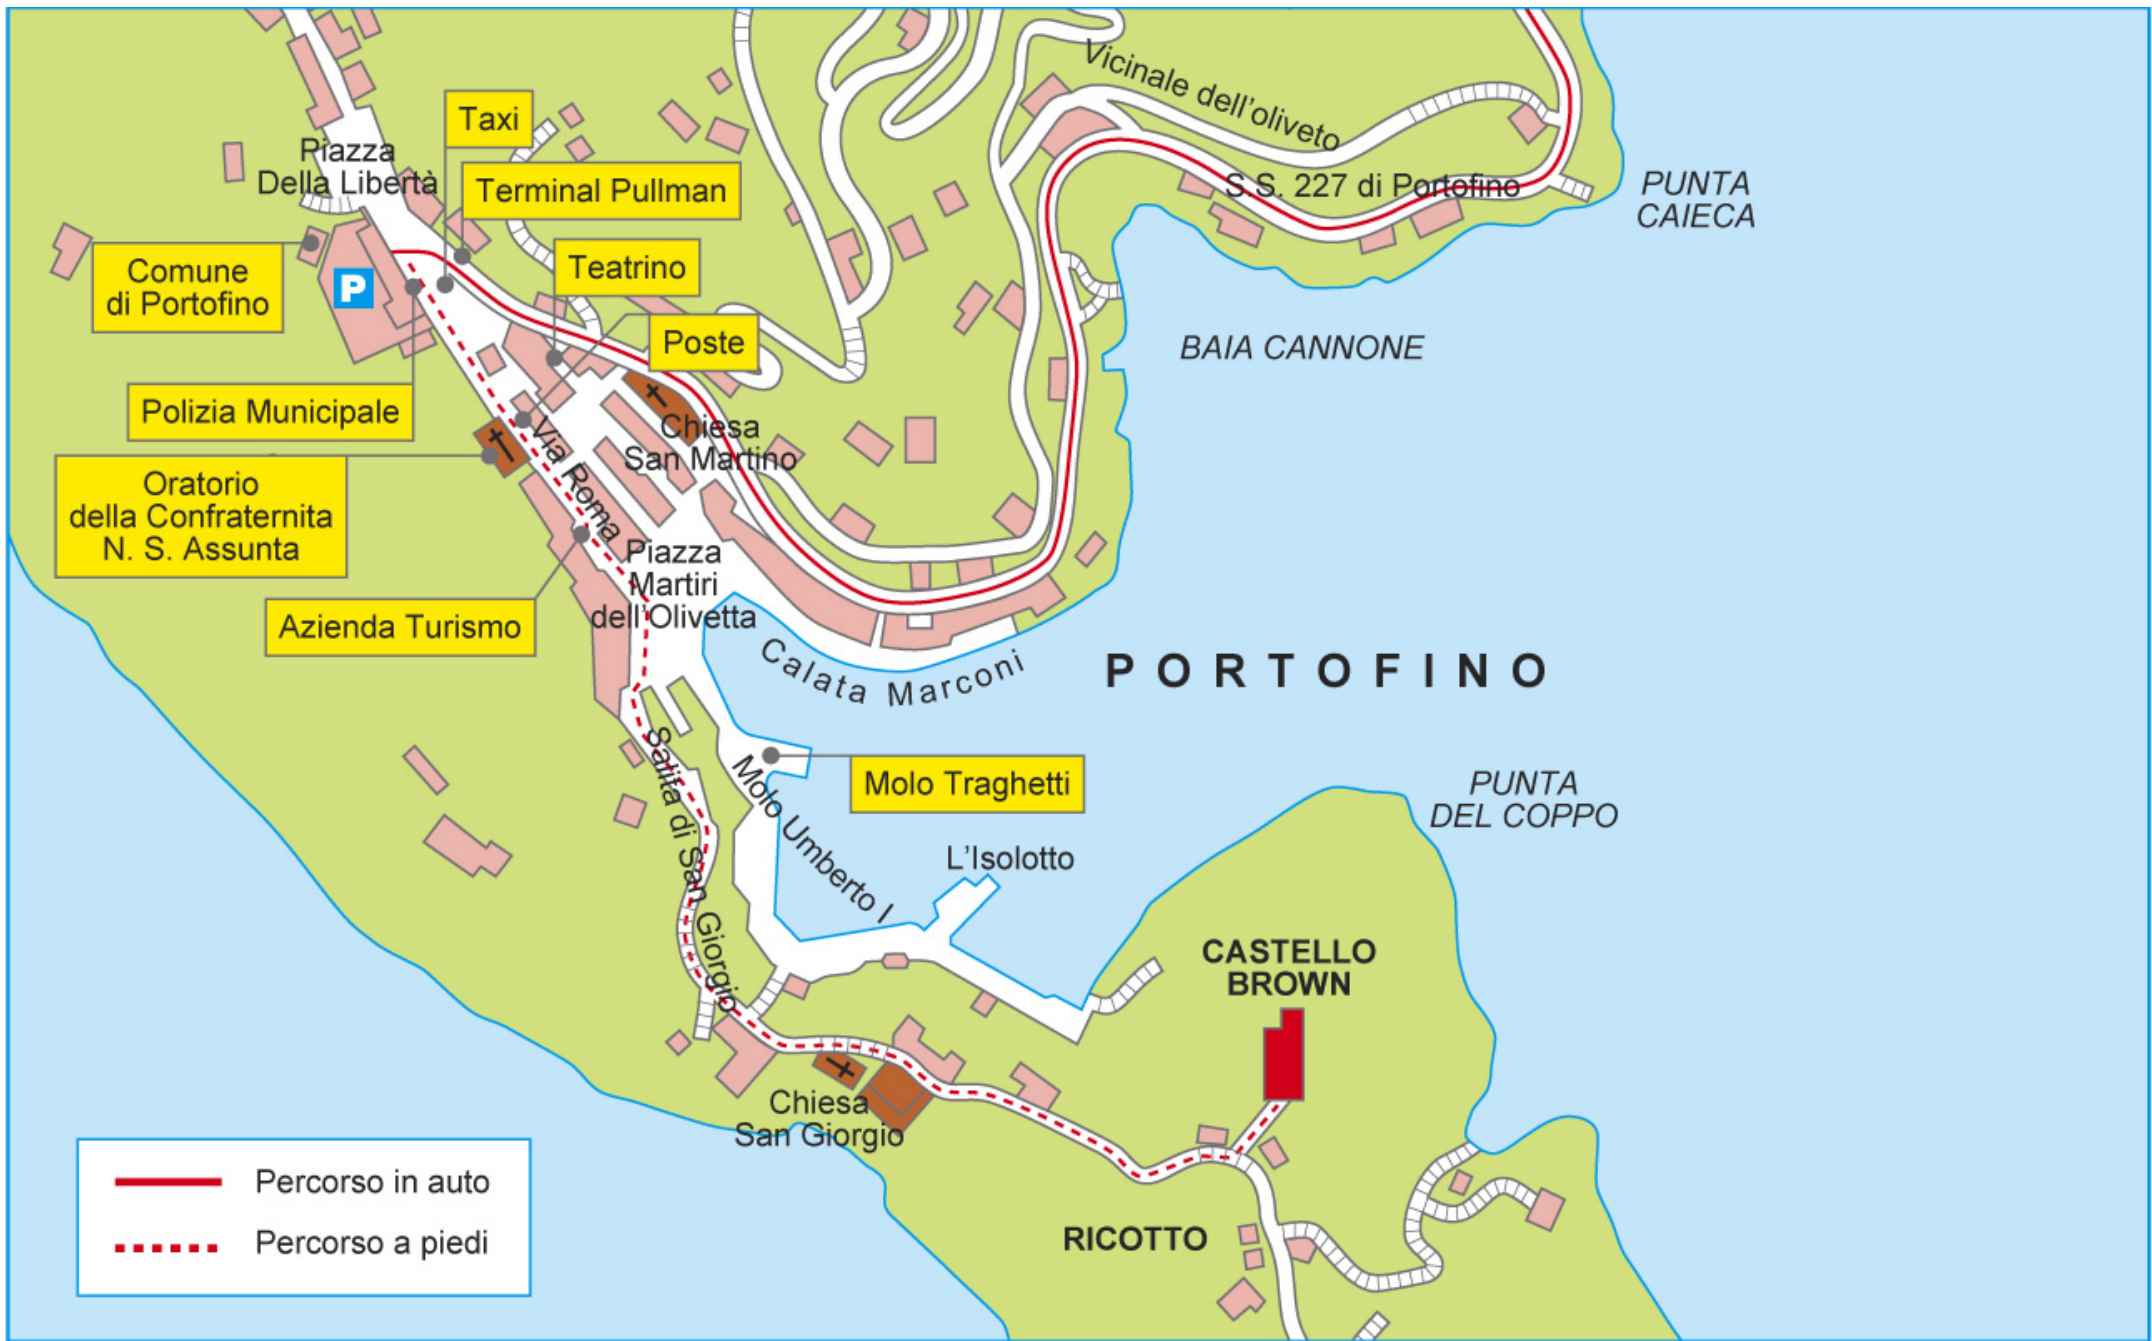 Vicinale dell'oliveto
Taxi
Piazza
Della Libertà
Terminal Pullman
S.S. 227 di Portofino
PUNTA
CAIECA
Comune
di Portofino
P
Teatrino
Poste
BAIA CANNONE
Polizia Municipale
Chiesa
San Martino
Via Roma
Oratorio
della Confraternita
N. S. Assunta
Piazza
Martiri
dell'Olivetta
Azienda Turismo
Calata Marconi
PORTOFINO
Salita di San Giorgio
Molo Umberto I
Molo Traghetti
PUNTA
DEL COPPO
L'Isolotto
CASTELLO
BROWN
Chiesa
San Giorgio
RICOTTO
Percorso in auto
Percorso a piedi